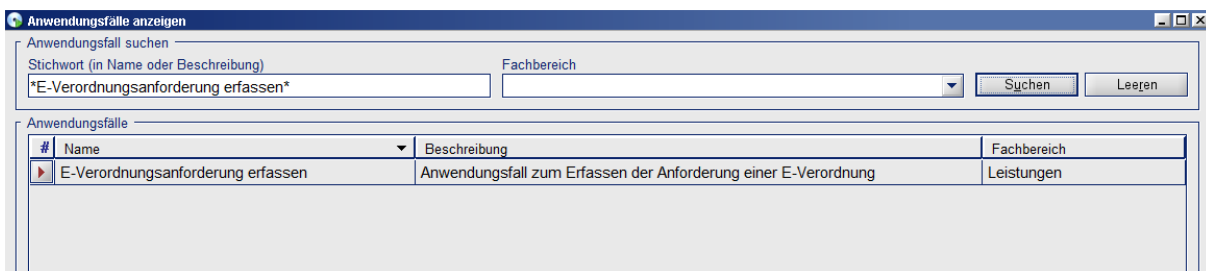 Anwendungsfälle anzeigen
Anwendungsfall suchen
Stichwort (in Name oder Beschreibung) Fachbereich
*E-Verordnungsanforderung erfassen* Suchen Leeren
Anwendungsfälle
# Name Beschreibung Fachbereich
E-Verordnungsanforderung erfassen Anwendungsfall zum Erfassen der Anforderung einer E-Verordnung Leistungen